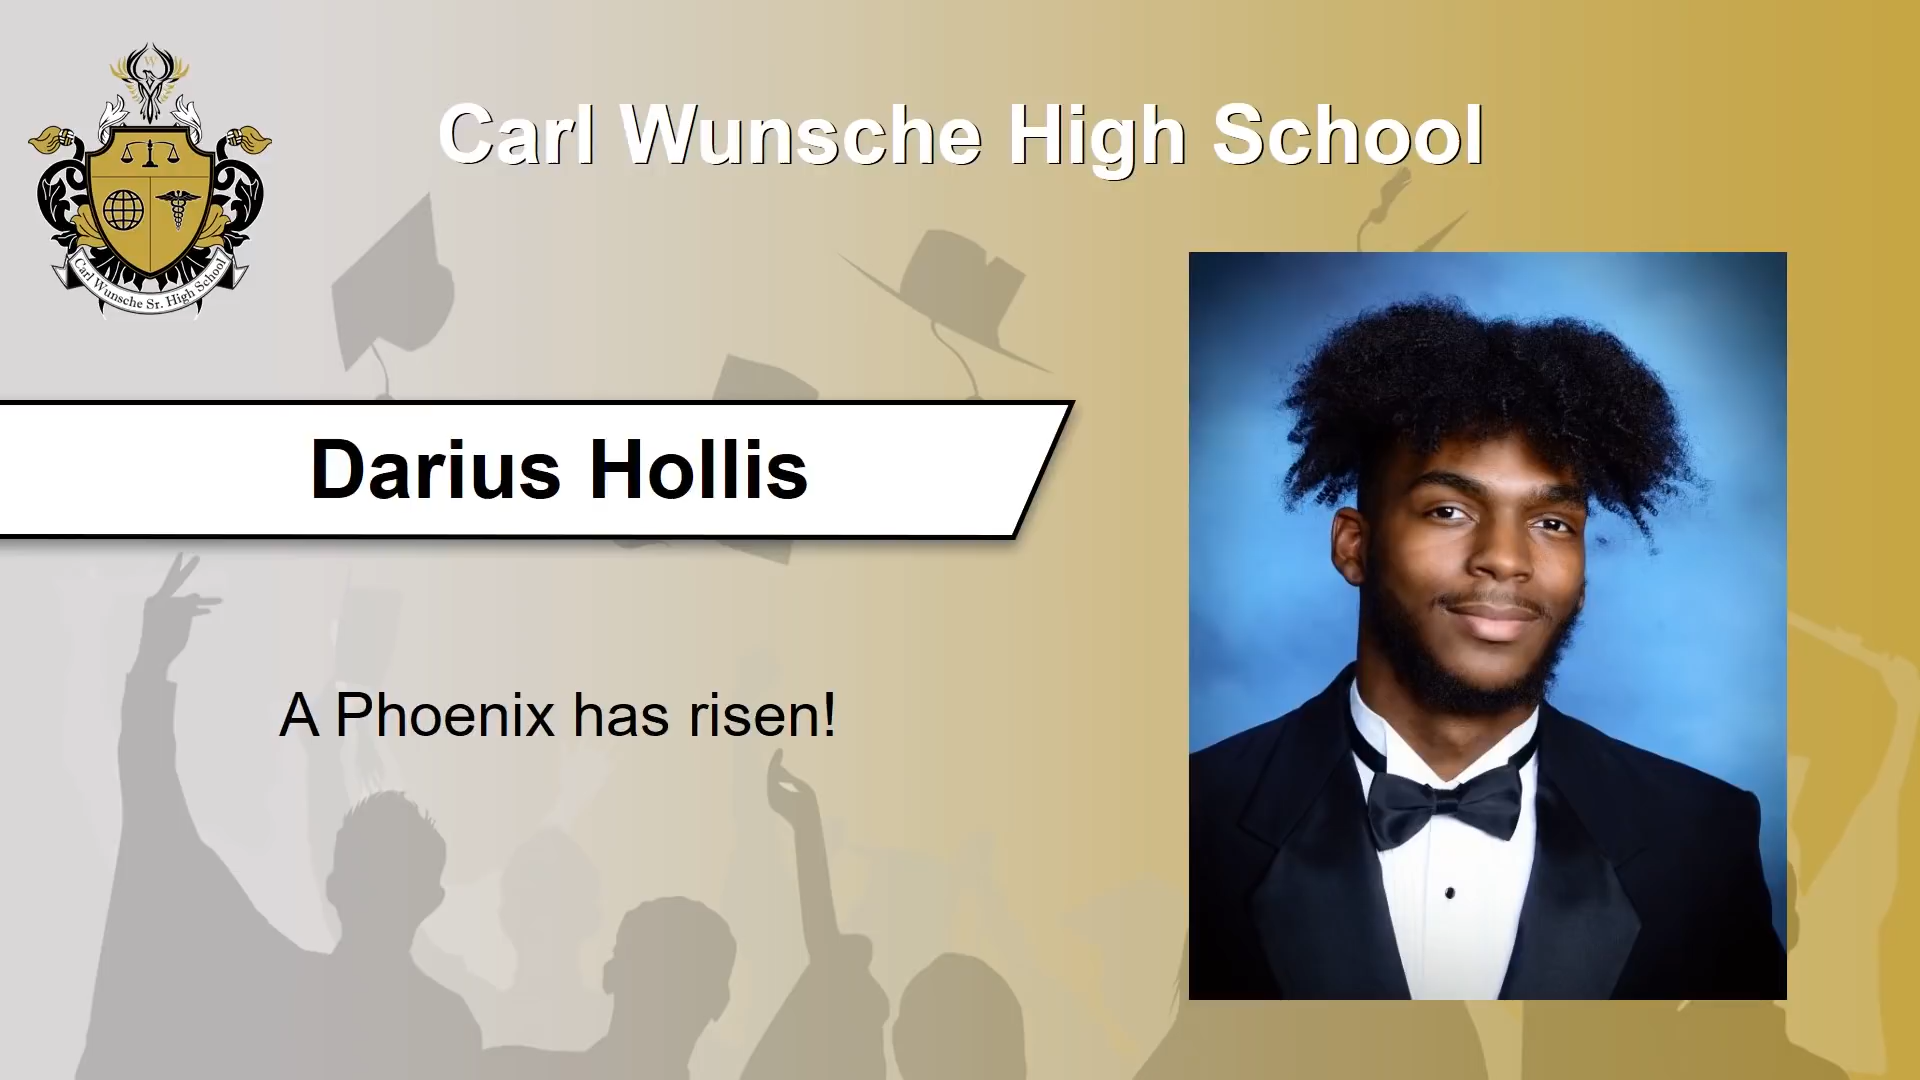 W
Carl Wunsche Sr. High School
Carl Wunsche High School
Darius Hollis
A Phoenix has risen!